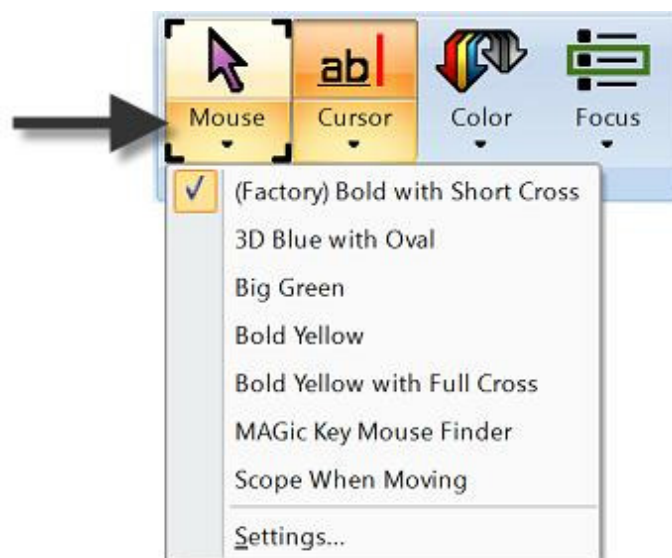 ab
Mouse Cursor Color Focus
(Factory) Bold with Short Cross
3D Blue with Oval
Big Green
Bold Yellow
Bold Yellow with Full Cross
MAGic Key Mouse Finder
Scope When Moving
Settings...